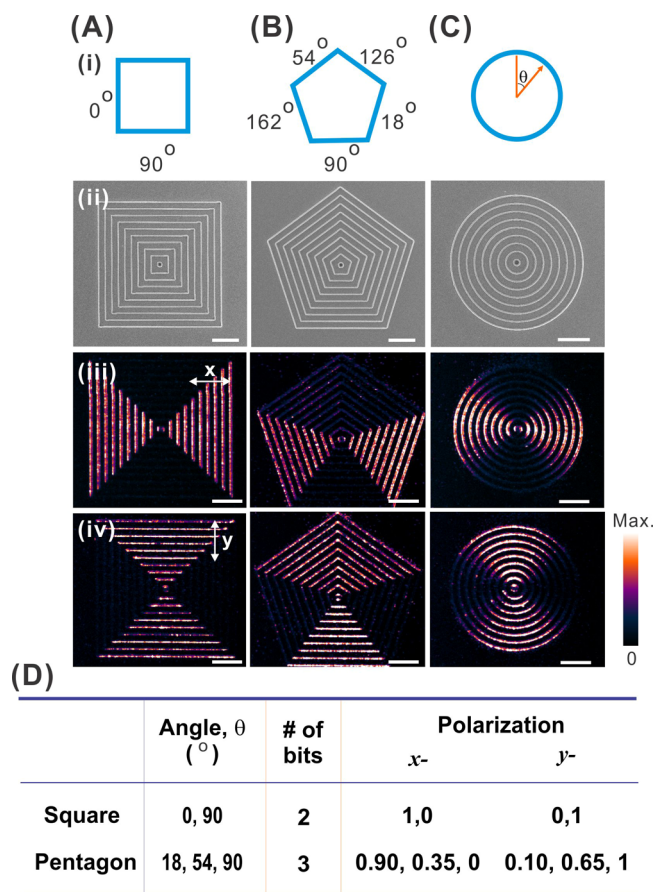 (A) (B) (C)
(i) 0° 90°
54° 126° 162° 18° 90°
θ
(ii)
(iii) x
(iv) y
Max.
0
(D)
Angle, θ (°) # of bits Polarization x- y-
Square 0, 90 2 1,0 0,1
Pentagon 18, 54, 90 3 0.90, 0.35, 0 0.10, 0.65, 1